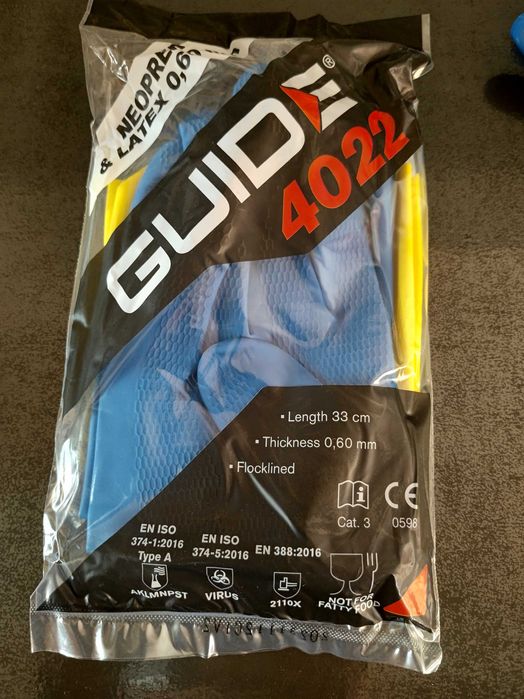 NEOPREN
& LATEX 0,60
GUIDE®
4022
• Length 33 cm
• Thickness 0,60 mm
• Flocklined
Cat. 3
CE
0598
EN ISO
374-1:2016
Type A
AKLMNPST
EN ISO
374-5:2016
VIRUS
EN 388:2016
2110X
NOT FOR
FATTY FOOD